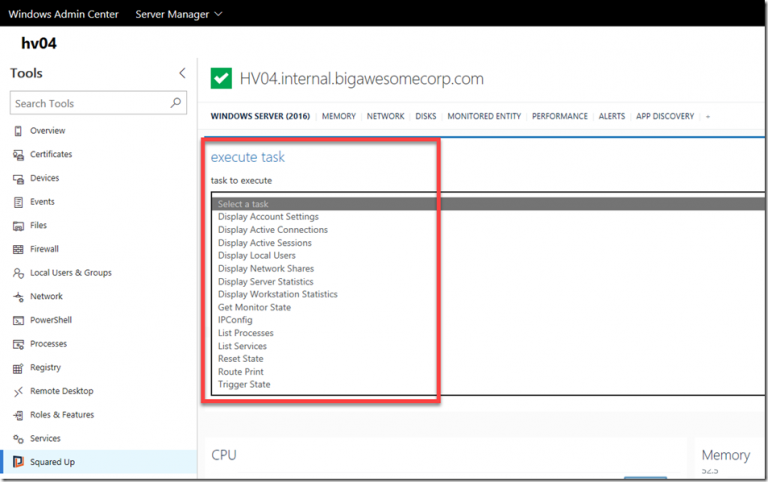 Windows Admin Center Server Manager
hv04
Tools
Search Tools
Overview
Certificates
Devices
Events
Files
Firewall
Local Users & Groups
Network
PowerShell
Processes
Registry
Remote Desktop
Roles & Features
Services
Squared Up
HV04.internal.bigawesomecorp.com
WINDOWS SERVER (2016) MEMORY NETWORK DISKS MONITORED ENTITY PERFORMANCE ALERTS APP DISCOVERY +
execute task
task to execute
Select a task
Display Account Settings
Display Active Connections
Display Active Sessions
Display Local Users
Display Network Shares
Display Server Statistics
Display Workstation Statistics
Get Monitor State
IPConfig
List Processes
List Services
Reset State
Route Print
Trigger State
CPU
Memory
52.5